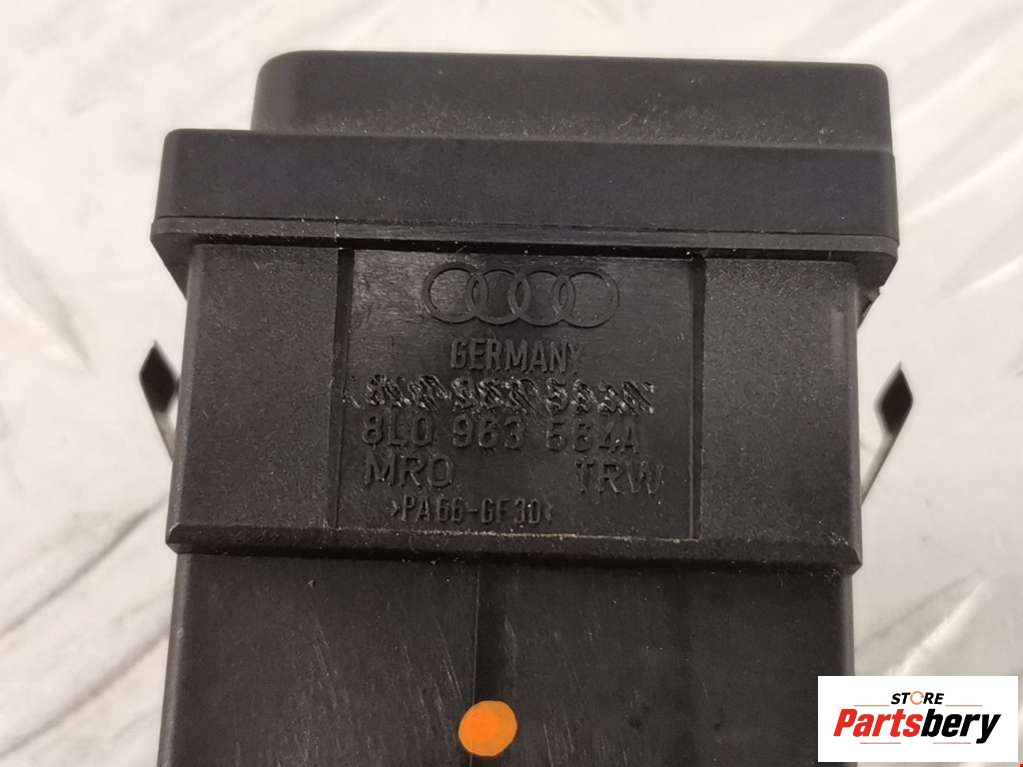 GERMANY
8L0 963 564A
MRO TRW
>PA66-GF30<
STORE
Partsbery